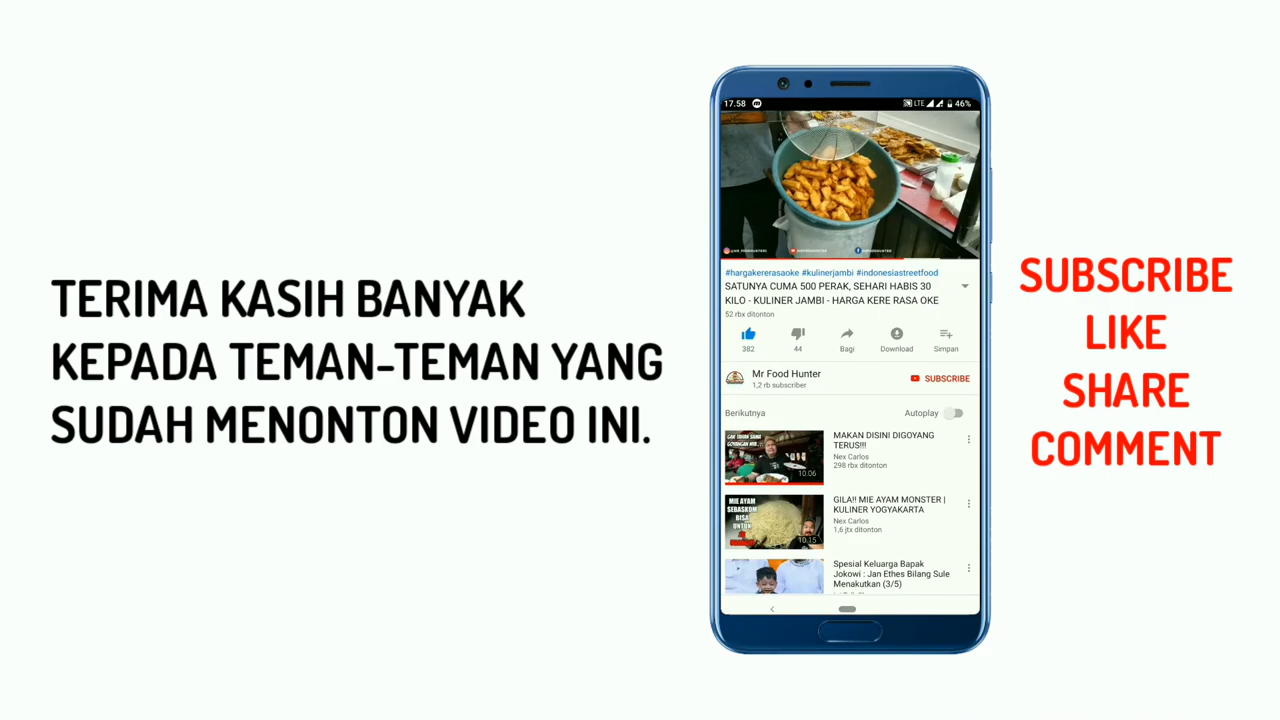 TERIMA KASIH BANYAK
KEPADA TEMAN-TEMAN YANG
SUDAH MENONTON VIDEO INI.
17.58
LTE
46%
#hargakererasaoke #kulinerjambi #indonesiastreetfood
SATUNYA CUMA 500 PERAK, SEHARI HABIS 30
KILO - KULINER JAMBI - HARGA KERE RASA OKE
52 rbx ditonton
382
44
Bagi
Download
Simpan
Mr Food Hunter
1,2 rb subscriber
SUBSCRIBE
Berikutnya
Autoplay
10.06
MAKAN DISINI DIGOYANG
TERUS!!!
Nex Carlos
298 rbx ditonton
MIE AYAM
SEBASKOM
BISA
UNTUK
10.15
GILA!! MIE AYAM MONSTER |
KULINER YOGYAKARTA
Nex Carlos
1,6 jtx ditonton
Spesial Keluarga Bapak
Jokowi : Jan Ethes Bilang Sule
Menakutkan (3/5)
SUBSCRIBE
LIKE
SHARE
COMMENT